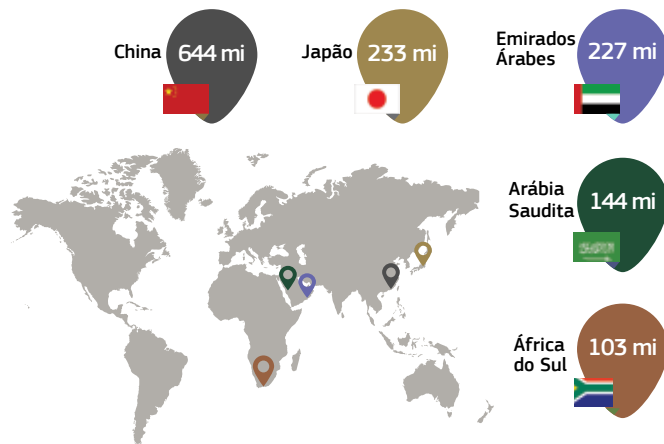 China
644 mi
Japão
233 mi
Emirados
Árabes
227 mi
Arábia
Saudita
144 mi
África
do Sul
103 mi